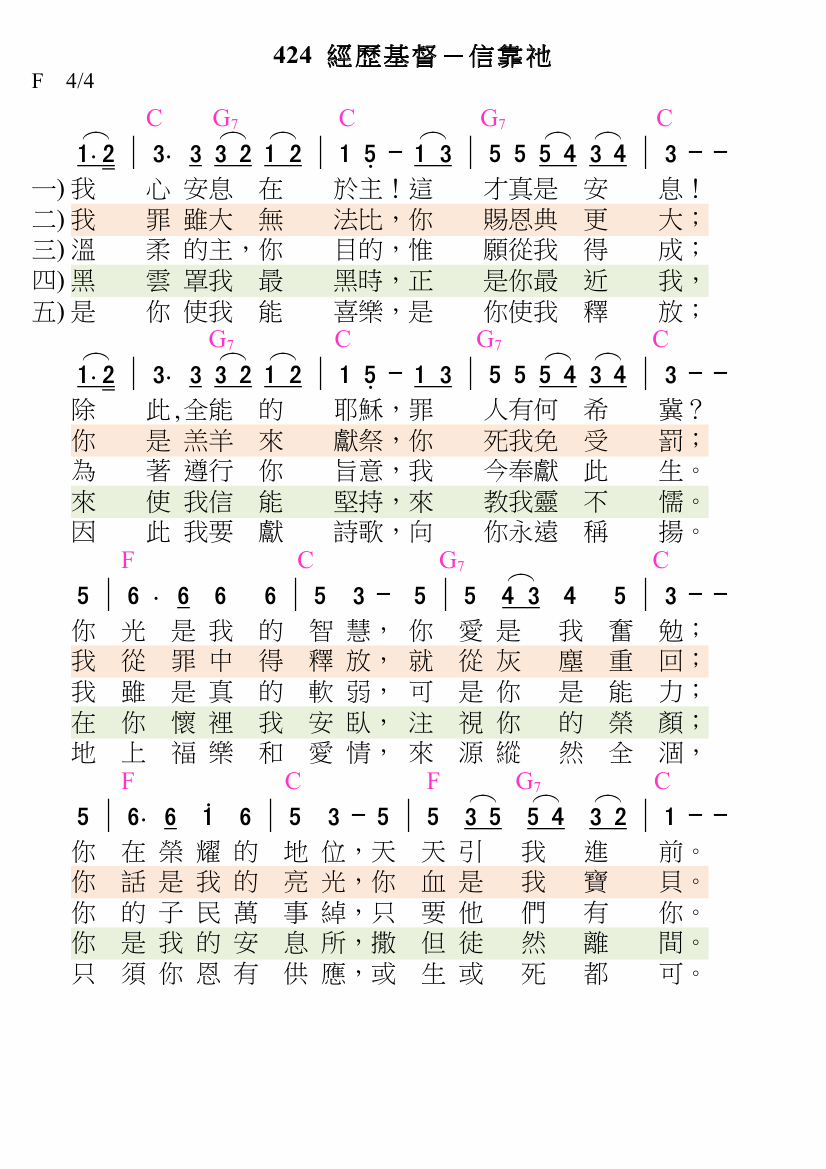 424 經歷基督－信靠祂
F 4/4
C G7 C G7 C
1· 2 | 3· 3 3 2 1 2 | 1 5 － 1 3 | 5 5 5 4 3 4 | 3 － －
一) 我 心 安息 在 於主！這 才真是 安 息！
二) 我 罪 雖大 無 法比，你 賜恩典 更 大；
三) 溫 柔 的主，你 目的，惟 願從我 得 成；
四) 黑 雲 罩我 最 黑時，正 是你最 近 我，
五) 是 你 使我 能 喜樂，是 你使我 釋 放；
G7 C G7 C
1· 2 | 3· 3 3 2 1 2 | 1 5 － 1 3 | 5 5 5 4 3 4 | 3 － －
除 此，全能 的 耶穌，罪 人有何 希 冀？
你 是 羔羊 來 獻祭，你 死我免 受 罰；
為 著 遵行 你 旨意，我 今奉獻 此 生。
來 使 我信 能 堅持，來 教我靈 不 懦。
因 此 我要 獻 詩歌，向 你永遠 稱 揚。
F C G7 C
5 | 6 · 6 6 6 | 5 3 － 5 | 5 4 3 4 5 | 3 － －
你 光 是 我 的 智 慧，你 愛 是 我 奮 勉；
我 從 罪 中 得 釋 放，就 從 灰 塵 重 回；
我 雖 是 真 的 軟 弱，可 是 你 是 能 力；
在 你 懷 裡 我 安 臥，注 視 你 的 榮 顏；
地 上 福 樂 和 愛 情，來 源 縱 然 全 涸，
F C F G7 C
5 | 6· 6 i 6 | 5 3 － 5 | 5 3 5 5 4 3 2 | 1 － －
你 在 榮 耀 的 地 位，天 天 引 我 進 前。
你 話 是 我 的 亮 光，你 血 是 我 寶 貝。
你 的 子 民 萬 事 綽，只 要 他 們 有 你。
你 是 我 的 安 息 所，撒 但 徒 然 離 間。
只 須 你 恩 有 供 應，或 生 或 死 都 可。